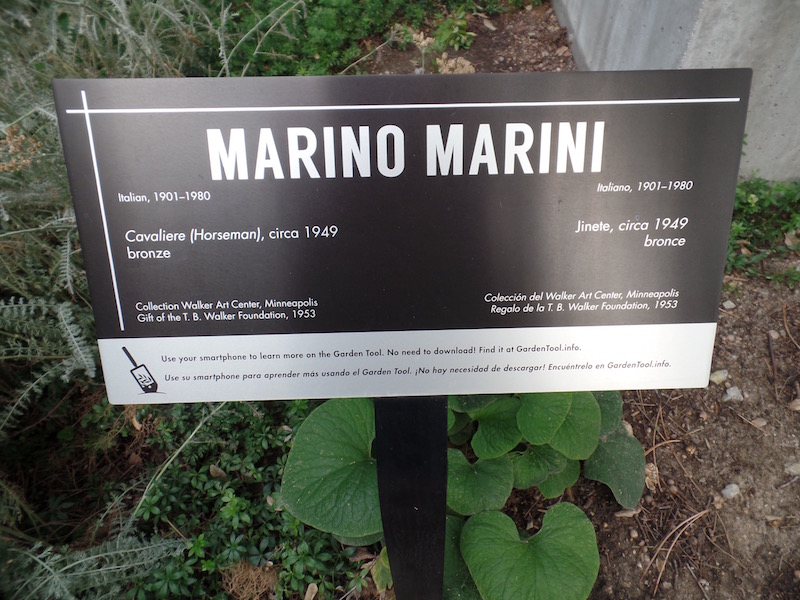 MARINO MARINI
Italian, 1901–1980
Cavaliere (Horseman), circa 1949
bronze
Collection Walker Art Center, Minneapolis
Gift of the T. B. Walker Foundation, 1953
Italiano, 1901–1980
Jinete, circa 1949
bronce
Colección del Walker Art Center, Minneapolis
Regalo de la T. B. Walker Foundation, 1953
Use your smartphone to learn more on the Garden Tool. No need to download! Find it at GardenTool.info.
Use su smartphone para aprender más usando el Garden Tool. ¡No hay necesidad de descargar! Encuéntrelo en GardenTool.info.